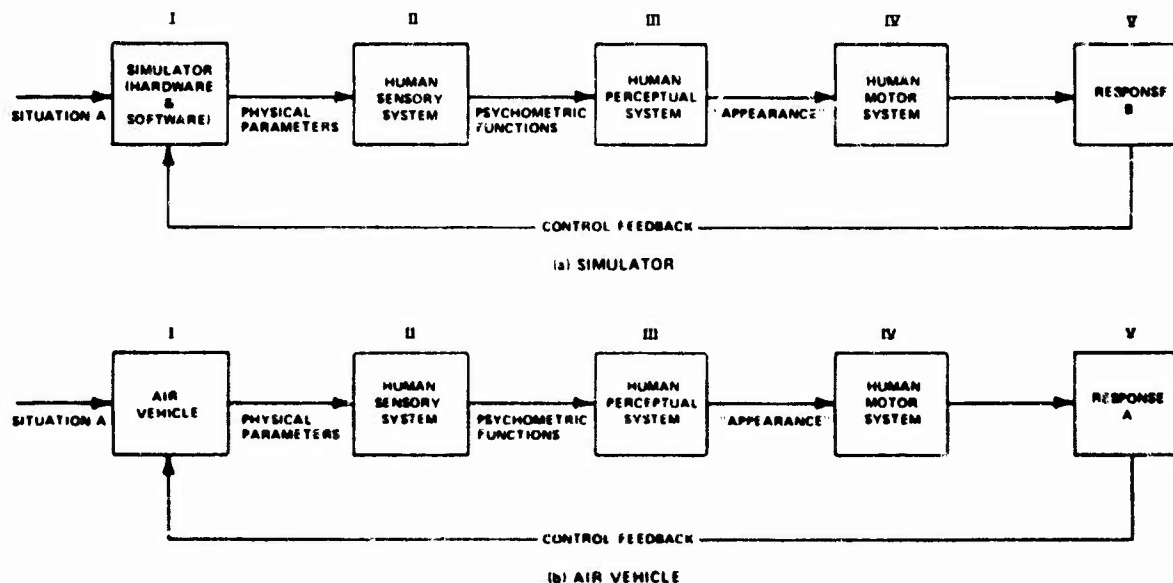 I II III IV V
SIMULATOR
(HARDWARE
&
SOFTWARE)
HUMAN
SENSORY
SYSTEM
HUMAN
PERCEPTUAL
SYSTEM
HUMAN
MOTOR
SYSTEM
RESPONSE
B
SITUATION A
PHYSICAL
PARAMETERS
PSYCHOMETRIC
FUNCTIONS
"APPEARANCE"
CONTROL FEEDBACK
(a) SIMULATOR
I II III IV V
AIR
VEHICLE
HUMAN
SENSORY
SYSTEM
HUMAN
PERCEPTUAL
SYSTEM
HUMAN
MOTOR
SYSTEM
RESPONSE
A
SITUATION A
PHYSICAL
PARAMETERS
PSYCHOMETRIC
FUNCTIONS
"APPEARANCE"
CONTROL FEEDBACK
(b) AIR VEHICLE